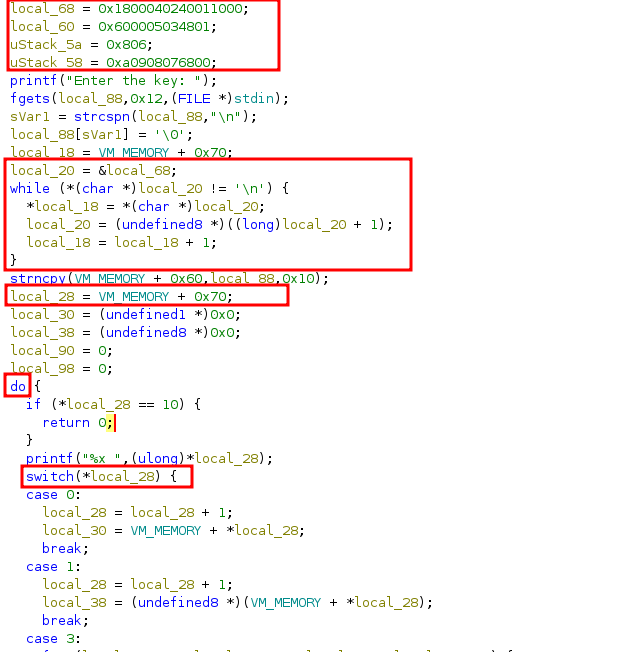 local_68 = 0x1800040240011000;
local_60 = 0x600005034801;
uStack_5a = 0x806;
uStack_58 = 0xa0908076800;
printf("Enter the key: ");
fgets(local_88,0x12,(FILE *)stdin);
sVar1 = strcspn(local_88,"\n");
local_88[sVar1] = '\0';
local_18 = VM_MEMORY + 0x70;
local_20 = &local_68;
while (*(char *)local_20 != '\n') {
*local_18 = *(char *)local_20;
local_20 = (undefined8 *)((long)local_20 + 1);
local_18 = local_18 + 1;
}
strncpy(VM_MEMORY + 0x60,local_88,0x10);
local_28 = VM_MEMORY + 0x70;
local_30 = (undefined1 *)0x0;
local_38 = (undefined8 *)0x0;
local_90 = 0;
local_98 = 0;
do {
if (*local_28 == 10) {
return 0;
}
printf("%x ",(ulong)*local_28);
switch(*local_28) {
case 0:
local_28 = local_28 + 1;
local_30 = VM_MEMORY + *local_28;
break;
case 1:
local_28 = local_28 + 1;
local_38 = (undefined8 *)(VM_MEMORY + *local_28);
break;
case 3: